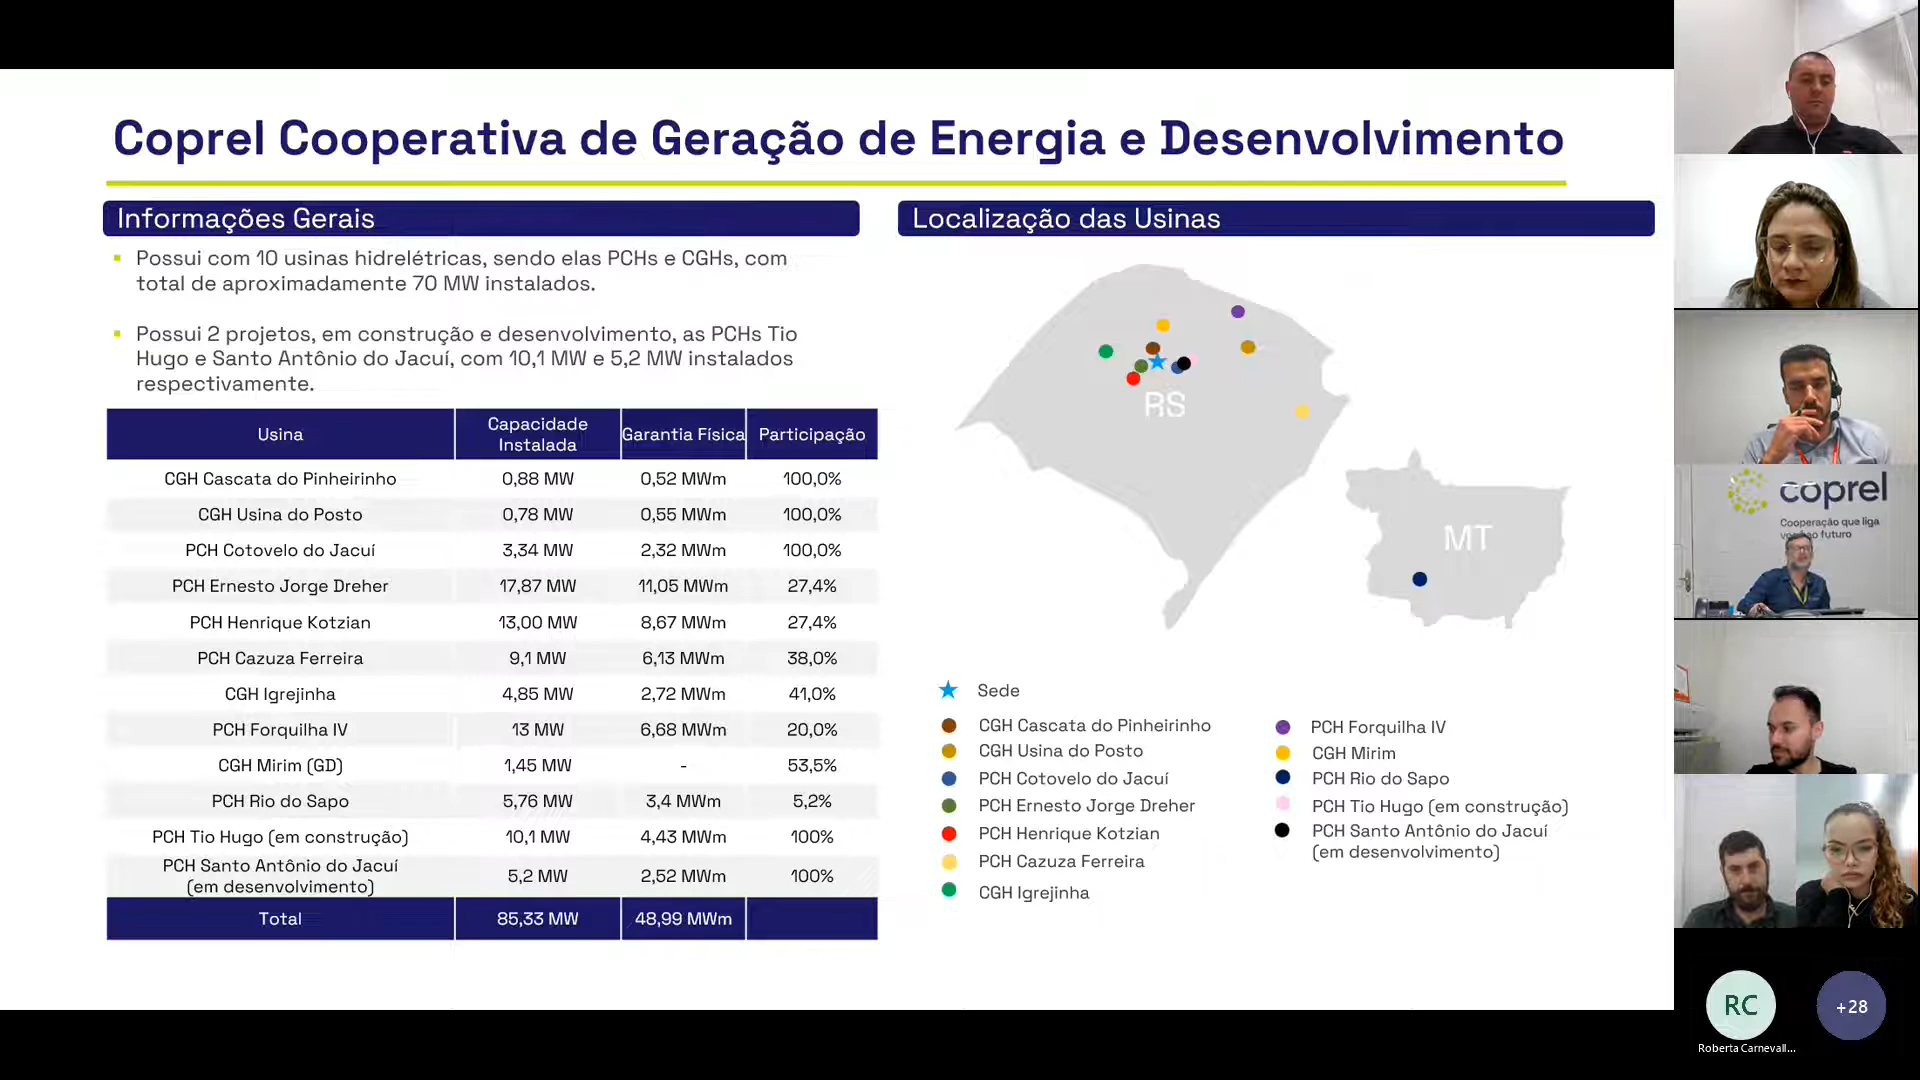 Coprel Cooperativa de Geração de Energia e Desenvolvimento
Informações Gerais
Possui com 10 usinas hidrelétricas, sendo elas PCHs e CGHs, com
total de aproximadamente 70 MW instalados.
Possui 2 projetos, em construção e desenvolvimento, as PCHs Tio
Hugo e Santo Antônio do Jacuí, com 10,1 MW e 5,2 MW instalados
respectivamente.
Usina Capacidade Instalada Garantia Física Participação
CGH Cascata do Pinheirinho 0,88 MW 0,52 MWm 100,0%
CGH Usina do Posto 0,78 MW 0,55 MWm 100,0%
PCH Cotovelo do Jacuí 3,34 MW 2,32 MWm 100,0%
PCH Ernesto Jorge Dreher 17,87 MW 11,05 MWm 27,4%
PCH Henrique Kotzian 13,00 MW 8,67 MWm 27,4%
PCH Cazuza Ferreira 9,1 MW 6,13 MWm 38,0%
CGH Igrejinha 4,85 MW 2,72 MWm 41,0%
PCH Forquilha IV 13 MW 6,68 MWm 20,0%
CGH Mirim (GD) 1,45 MW - 53,5%
PCH Rio do Sapo 5,76 MW 3,4 MWm 5,2%
PCH Tio Hugo (em construção) 10,1 MW 4,43 MWm 100%
PCH Santo Antônio do Jacuí
(em desenvolvimento) 5,2 MW 2,52 MWm 100%
Total 85,33 MW 48,99 MWm
Localização das Usinas
RS
MT
Sede
CGH Cascata do Pinheirinho
CGH Usina do Posto
PCH Cotovelo do Jacuí
PCH Ernesto Jorge Dreher
PCH Henrique Kotzian
PCH Cazuza Ferreira
CGH Igrejinha
PCH Forquilha IV
CGH Mirim
PCH Rio do Sapo
PCH Tio Hugo (em construção)
PCH Santo Antônio do Jacuí
(em desenvolvimento)
coprel
Cooperação que liga
ao futuro
RC
Roberta Carnevall...
+28